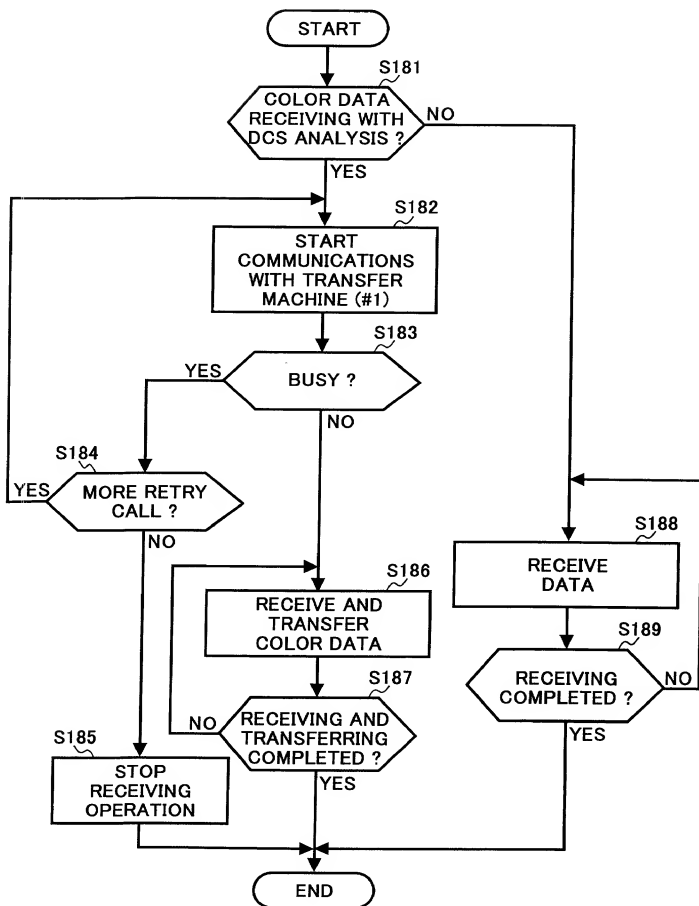 START
S181
COLOR DATA
RECEIVING WITH
DCS ANALYSIS ?
NO
YES
S182
START
COMMUNICATIONS
WITH TRANSFER
MACHINE (#1)
S183
YES
BUSY ?
NO
S184
YES
MORE RETRY
CALL ?
NO
S188
RECEIVE
DATA
S186
RECEIVE AND
TRANSFER
COLOR DATA
S189
RECEIVING
COMPLETED ?
NO
YES
S187
NO
RECEIVING AND
TRANSFERRING
COMPLETED ?
YES
S185
STOP
RECEIVING
OPERATION
END